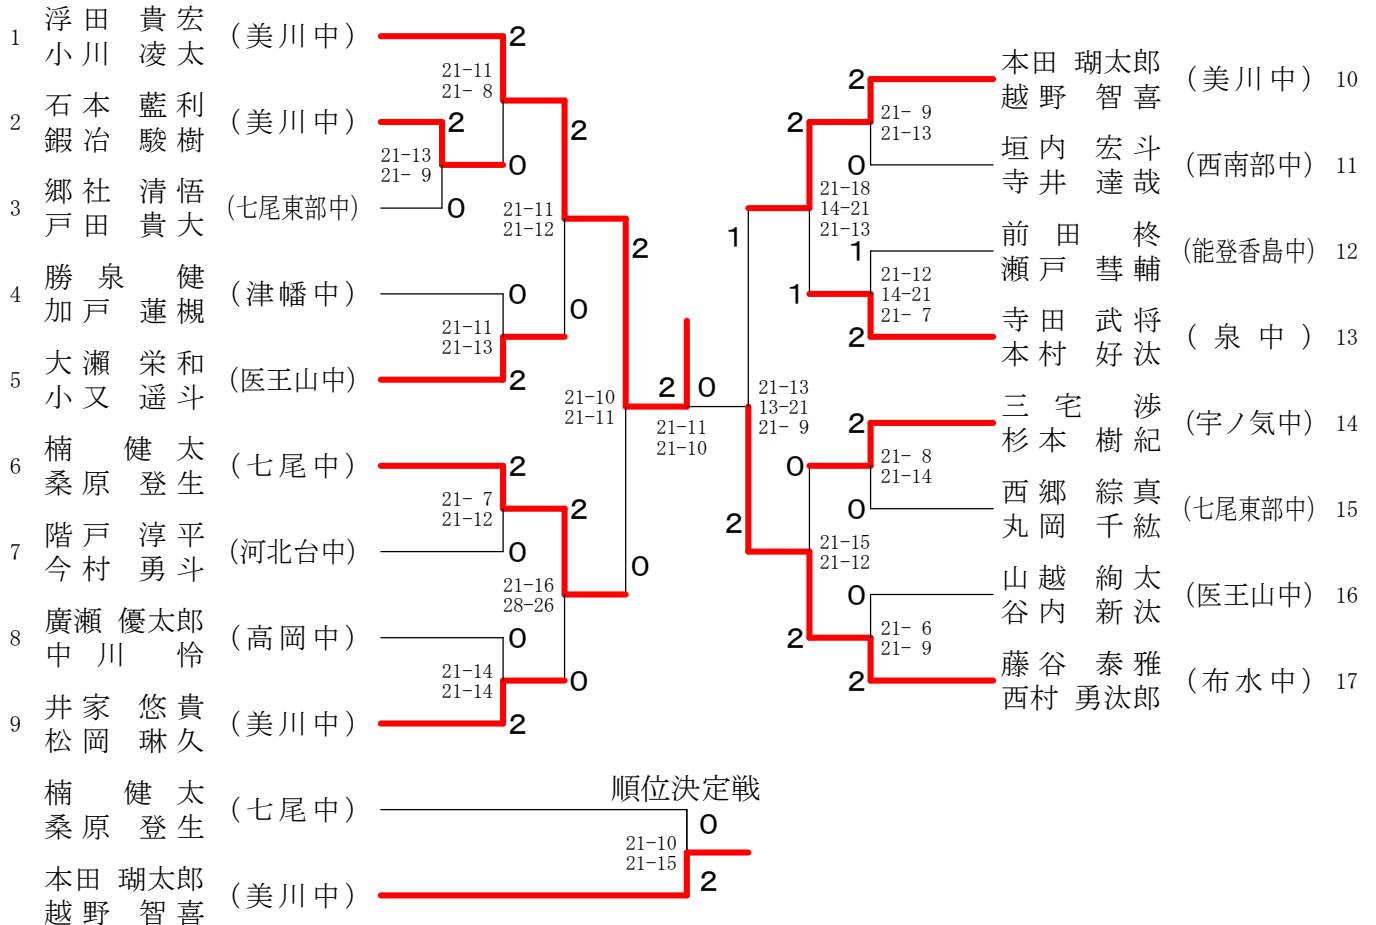 1 浮田 貴宏 (美川中)
小川 凌太
2 石本 藍利 (美川中)
鍜冶 駿樹
3 郷社 清悟 (七尾東部中)
戸田 貴大
4 勝泉 健 (津幡中)
加戸 蓮槻
5 大瀬 栄和 (医王山中)
小又 遥斗
6 楠 健太 (七尾中)
桑原 登生
7 階戸 淳平 (河北台中)
今村 勇斗
8 廣瀬 優太郎 (高岡中)
中川 怜
9 井家 悠貴 (美川中)
松岡 琳久
2
21-11
21- 8
0
2
21-13
21- 9
0
2
21-11
21-12
0
0
21-11
21-13
2
2
21-10
21-11
0
2
21- 7
21-12
0
2
21-16
28-26
0
0
21-14
21-14
2
2 0
21-11
21-10
本田 瑚太郎 (美川中) 10
越野 智喜
垣内 宏斗 (西南部中) 11
寺井 達哉
前田 柊 (能登香島中) 12
瀬戸 彗輔
寺田 武将 (泉中) 13
本村 好汰
三宅 渉 (宇ノ気中) 14
杉本 樹紀
西郷 綜真 (七尾東部中) 15
丸岡 千紘
山越 絢太 (医王山中) 16
谷内 新汰
藤谷 泰雅 (布水中) 17
西村 勇汰郎
2
21- 9
21-13
0
2
21-18
14-21
21-13
1
1
21-12
14-21
21- 7
2
1
21-13
13-21
21- 9
2
2
21- 8
21-14
0
0
21-15
21-12
2
0
21- 6
21- 9
2
順位決定戦
楠 健太 (七尾中)
桑原 登生
0
21-10
21-15
2
本田 瑚太郎 (美川中)
越野 智喜